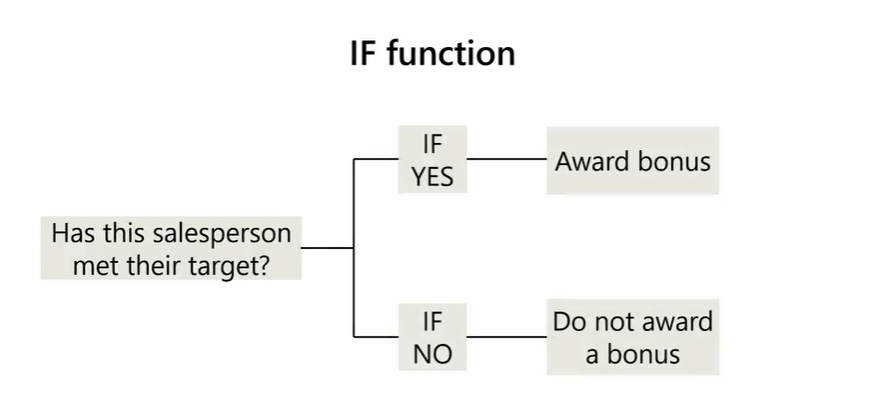 IF function
Has this salesperson
met their target?
IF
YES
Award bonus
IF
NO
Do not award
a bonus